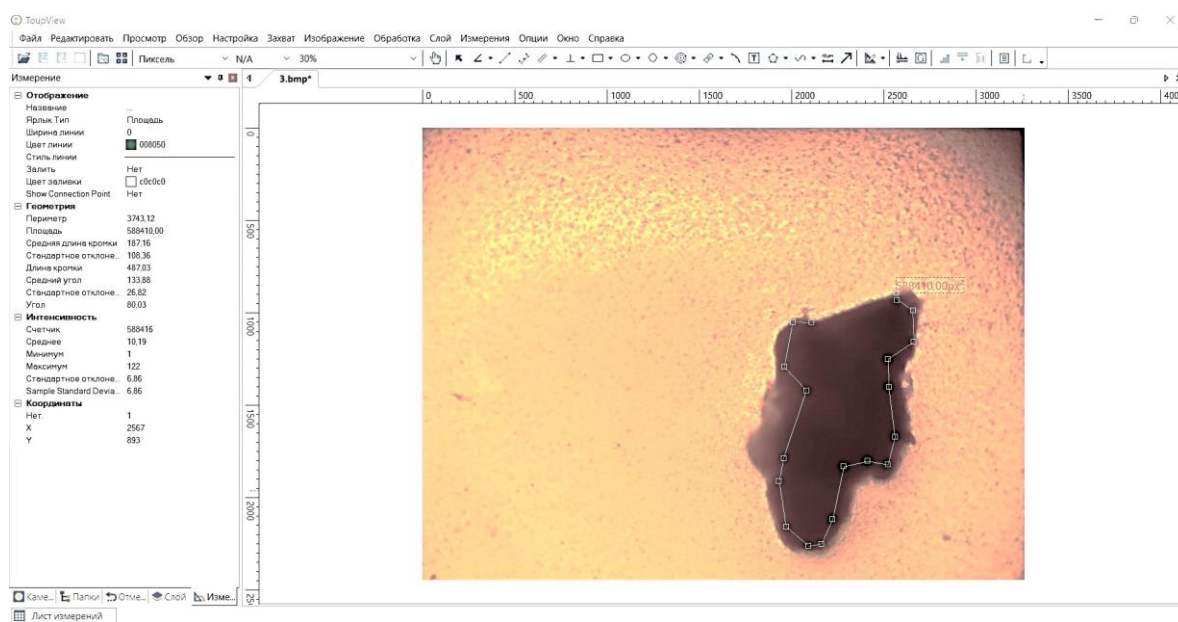 ToupView
Файл Редактировать Просмотр Обзор Настройка Захват Изображение Обработка Слой Измерения Опции Окно Справка
Пиксель N/A 30%
Измерение
4 3.bmp*
0 500 1000 1500 2000 2500 3000 3500 400
Отображение
Название ...
Ярлык Тип Площадь
Ширина линии 0
Цвет линии 008050
Стиль линии
Залить Нет
Цвет заливки c0c0c0
Show Connection Point Нет
Геометрия
Периметр 3743,12
Площадь 588410,00
Средняя длина кромки 187,16
Стандартное отклоне... 108,36
Длина кромки 487,03
Средний угол 133,88
Стандартное отклоне... 26,82
Угол 80,03
Интенсивность
Счетчик 588416
Среднее 10,19
Минимум 1
Максимум 122
Стандартное отклоне... 6,86
Sample Standard Devia... 6,86
Координаты
Нет. 1
X 2567
Y 893
0
500
1000
1500
2000
250
588410,00px²
Каме... Папки Отме... Слой Изме...
Лист измерений